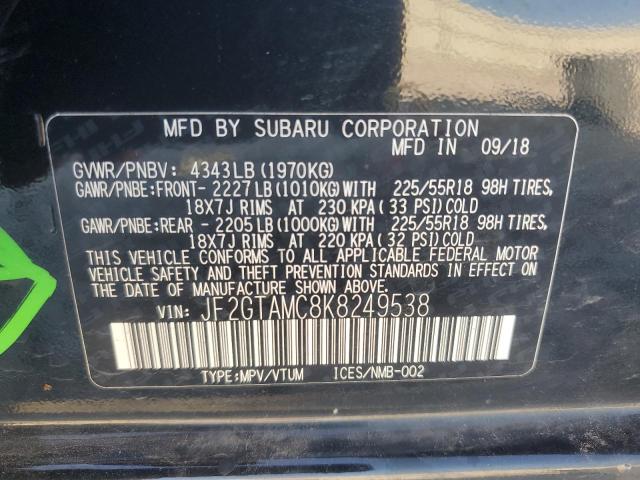 MFD BY SUBARU CORPORATION
MFD IN 09/18
GVWR/PNBV: 4343LB(1970KG)
GAWR/PNBE:FRONT- 2227LB(1010KG)WITH 225/55R18 98H TIRES,
18X7J RIMS AT 230 KPA(33 PSI)COLD
GAWR/PNBE:REAR - 2205LB(1000KG)WITH 225/55R18 98H TIRES,
18X7J RIMS AT 220 KPA(32 PSI)COLD
THIS VEHICLE CONFORMS TO ALL APPLICABLE FEDERAL MOTOR
VEHICLE SAFETY AND THEFT PREVENTION STANDARDS IN EFFECT ON
THE DATE OF MANUFACTURE SHOWN ABOVE.
VIN: JF2GTAMC8K8249538
TYPE:MPV/VTUM ICES/NMB-002